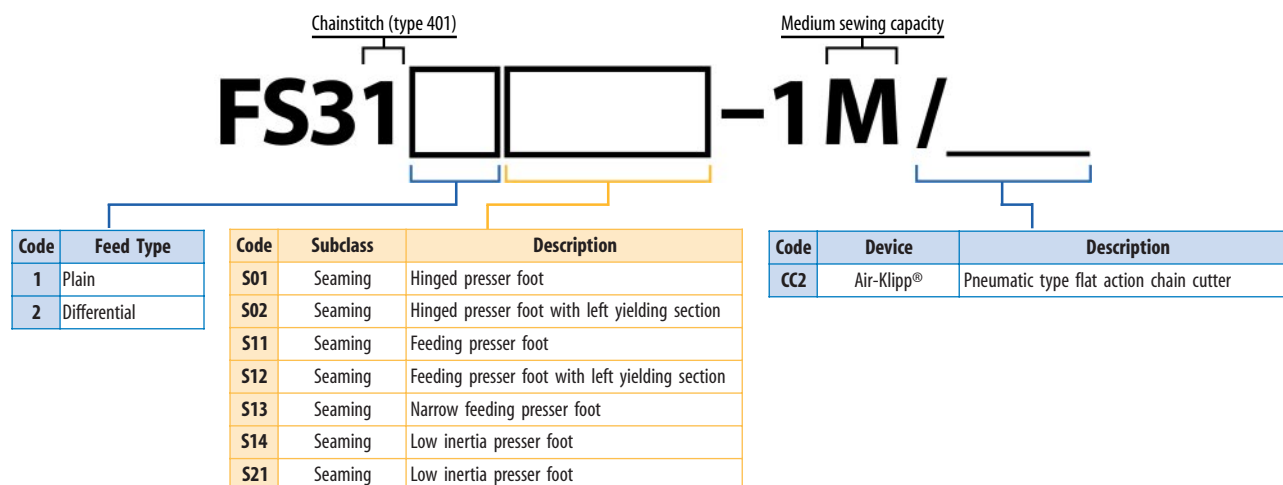 Chainstitch (type 401) Medium sewing capacity
FS31 -1M/
Code Feed Type
1 Plain
2 Differential
Code Subclass Description
S01 Seaming Hinged presser foot
S02 Seaming Hinged presser foot with left yielding section
S11 Seaming Feeding presser foot
S12 Seaming Feeding presser foot with left yielding section
S13 Seaming Narrow feeding presser foot
S14 Seaming Low inertia presser foot
S21 Seaming Low inertia presser foot
Code Device Description
CC2 Air-Klipp® Pneumatic type flat action chain cutter